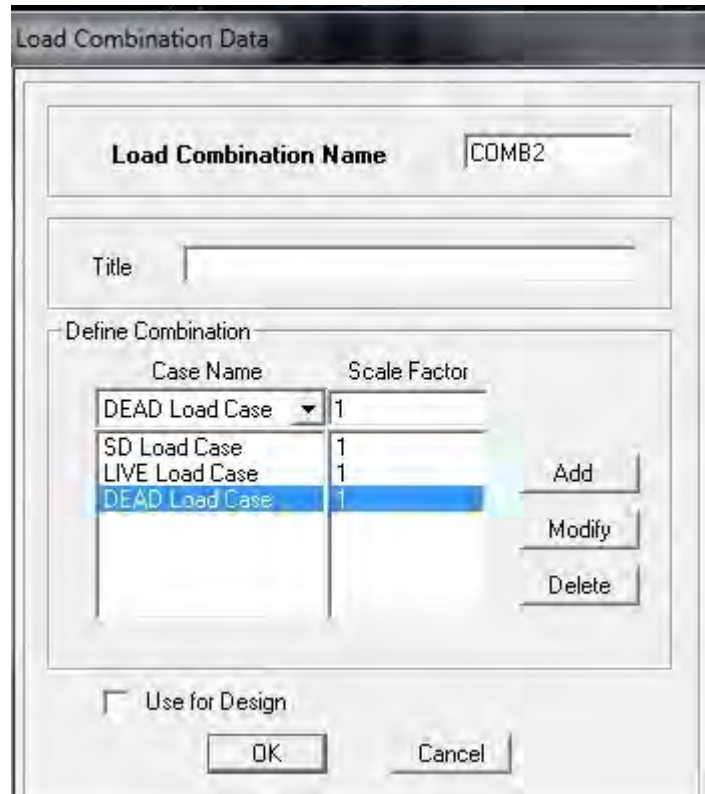 Load Combination Data
Load Combination Name COMB2
Title
Define Combination
Case Name Scale Factor
DEAD Load Case 1
SD Load Case 1
LIVE Load Case 1 Add
DEAD Load Case 1
Modify
Delete
Use for Design
OK Cancel